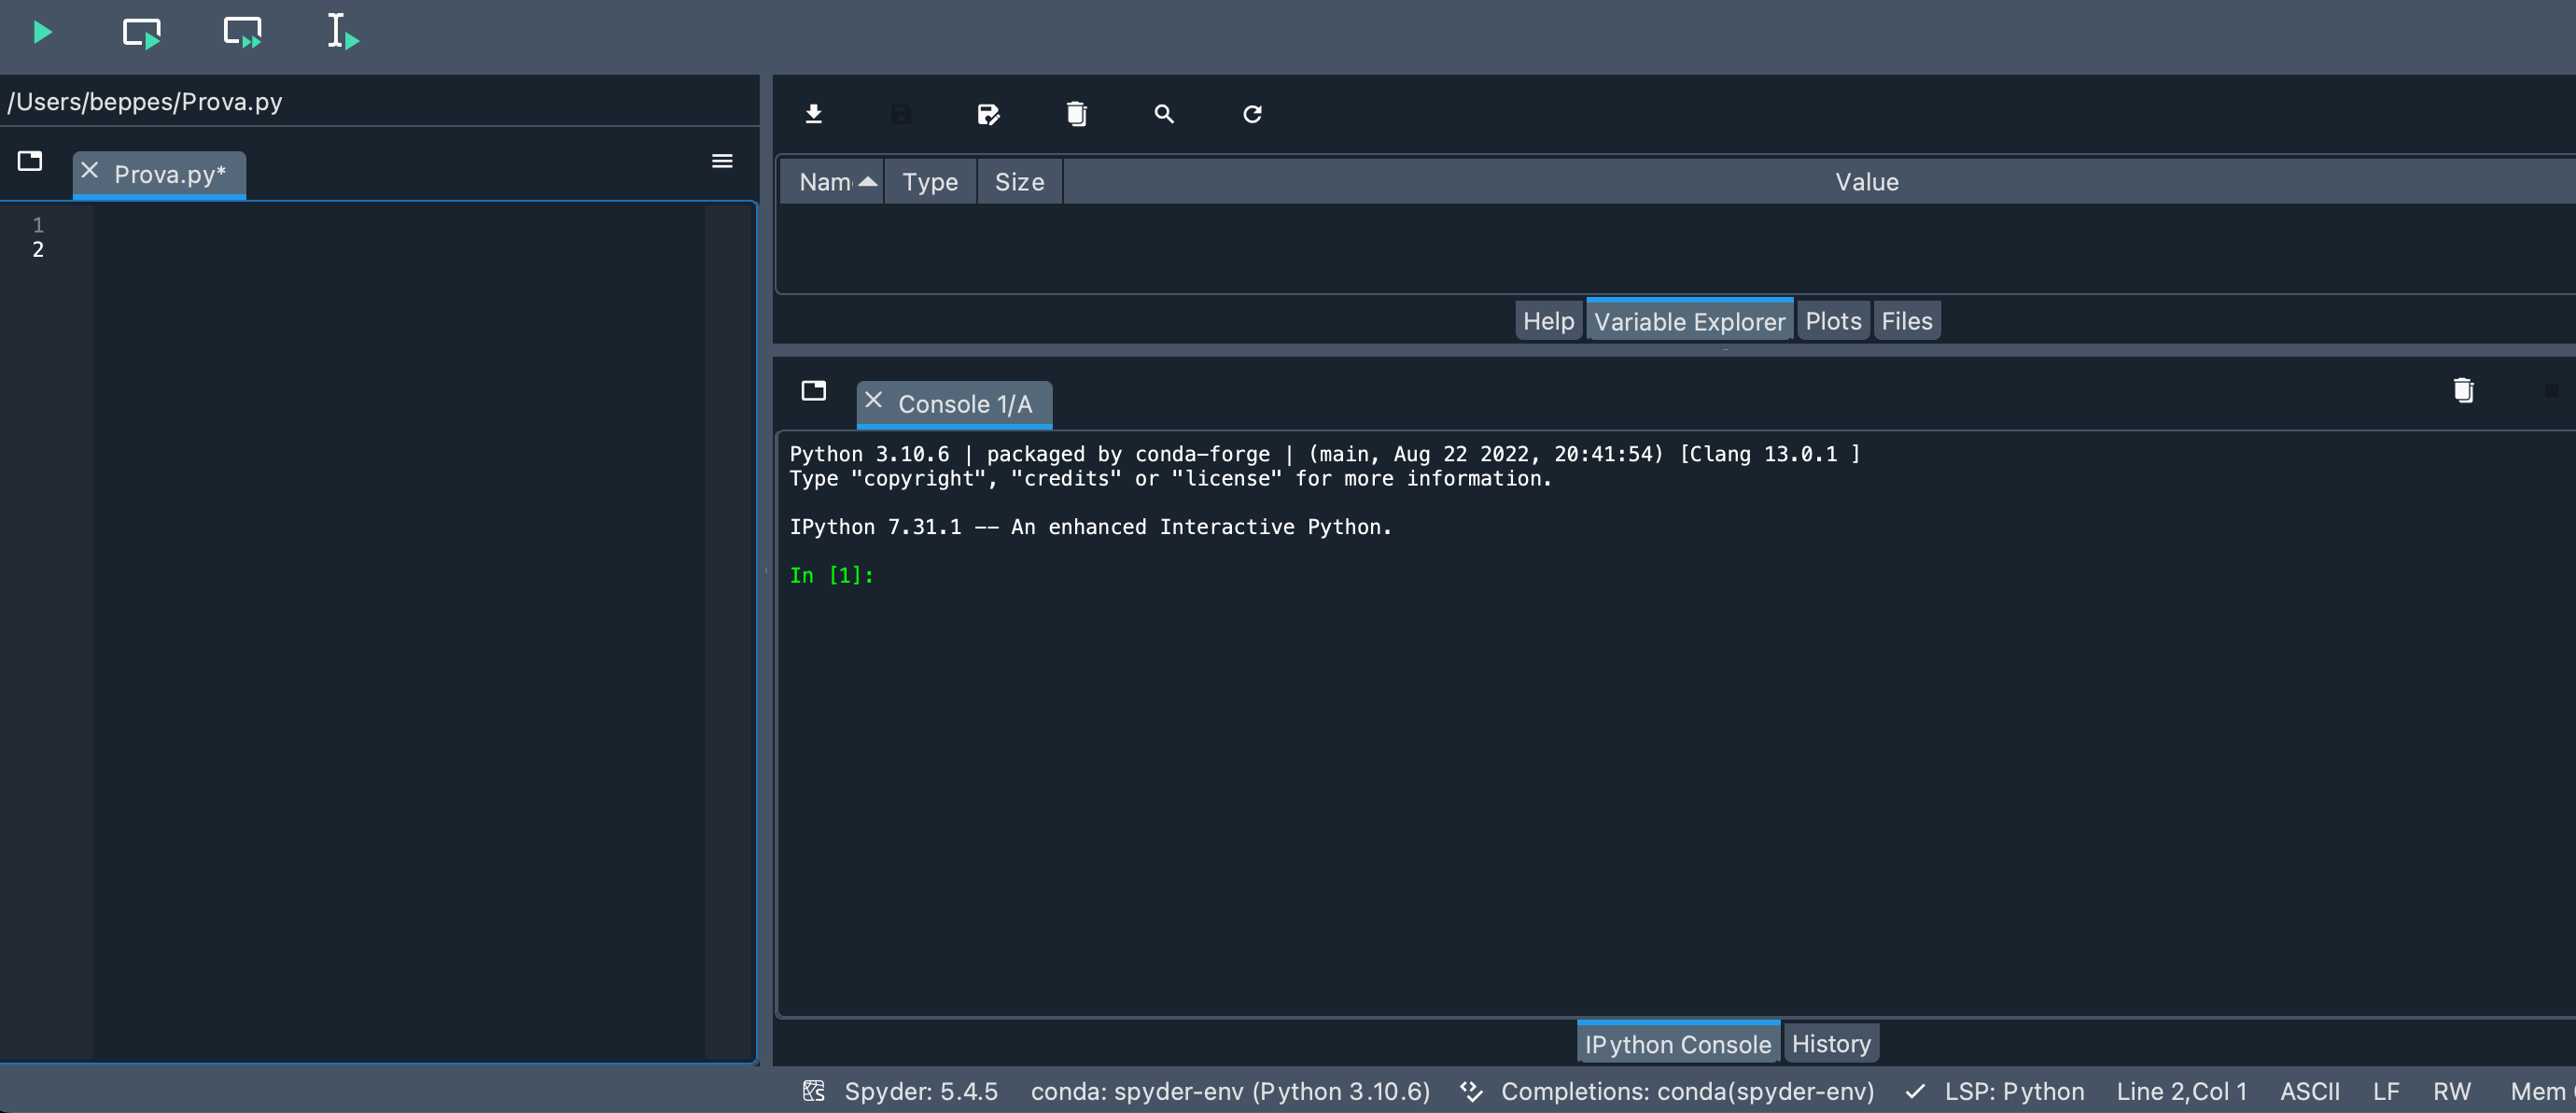 /Users/beppes/Prova.py
Prova.py*
1
2
Nam Type Size Value
Help Variable Explorer Plots Files
Console 1/A
Python 3.10.6 | packaged by conda-forge | (main, Aug 22 2022, 20:41:54) [Clang 13.0.1 ]
Type "copyright", "credits" or "license" for more information.
IPython 7.31.1 -- An enhanced Interactive Python.
In [1]:
IPython Console History
Spyder: 5.4.5 conda: spyder-env (Python 3.10.6) Completions: conda(spyder-env) LSP: Python Line 2,Col 1 ASCII LF RW Mem